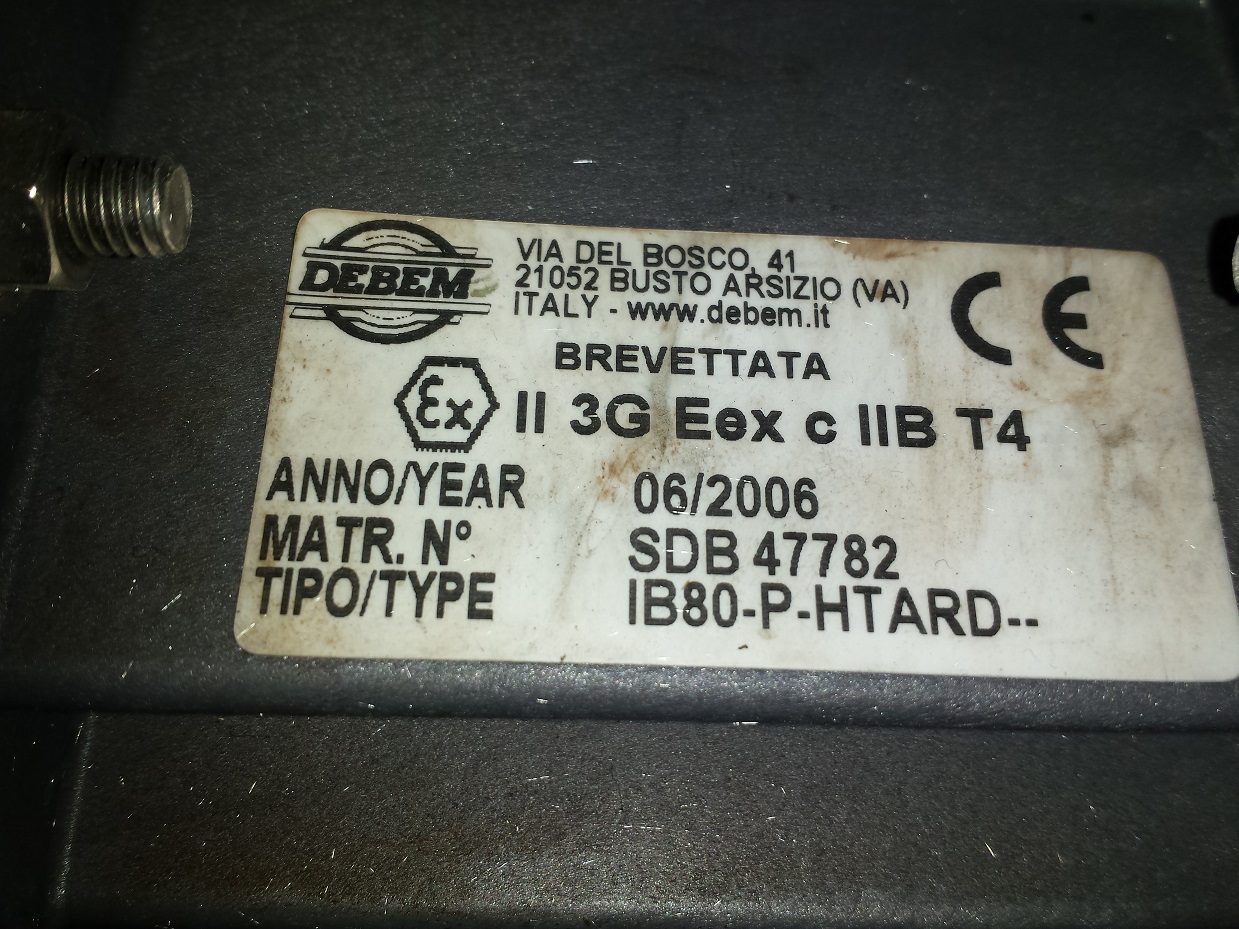 DEBEM
VIA DEL BOSCO, 41
21052 BUSTO ARSIZIO (VA)
ITALY - www.debem.it
CE
BREVETTATA
Ex II 3G Eex c IIB T4
ANNO/YEAR 06/2006
MATR. N° SDB 47782
TIPO/TYPE IB80-P-HTARD--